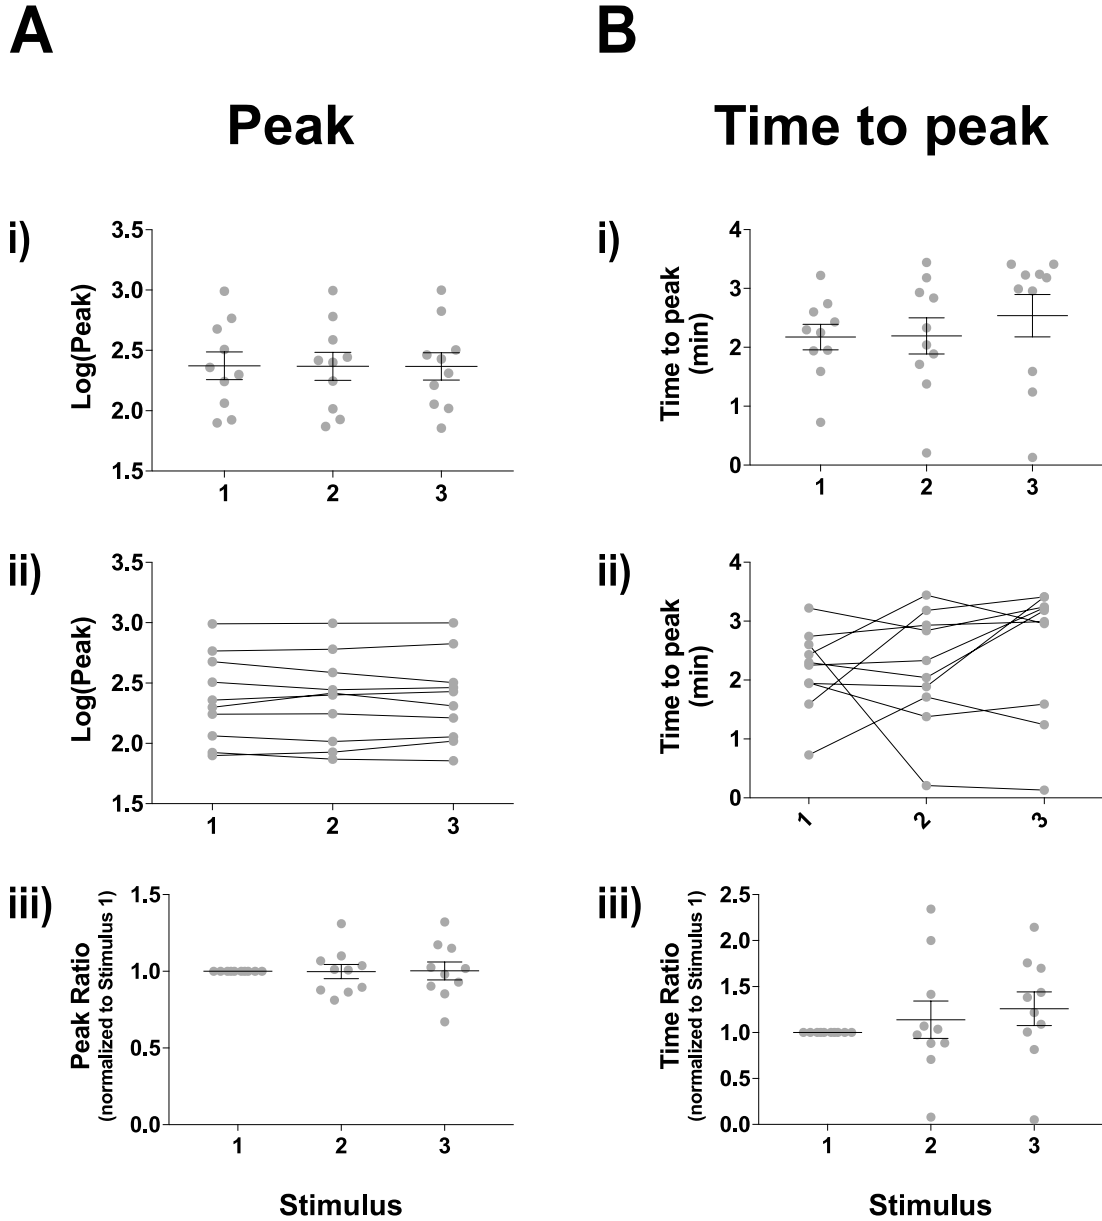 A
B
Peak
Time to peak
i)
Log(Peak)
3.5
3.0
2.5
2.0
1.5
1
2
3
i)
Time to peak
(min)
4
3
2
1
0
1
2
3
ii)
Log(Peak)
3.5
3.0
2.5
2.0
1.5
1
2
3
ii)
Time to peak
(min)
4
3
2
1
0
1
2
3
iii)
Peak Ratio
(normalized to Stimulus 1)
1.5
1.0
0.5
0.0
1
2
3
Stimulus
iii)
Time Ratio
(normalized to Stimulus 1)
2.5
2.0
1.5
1.0
0.5
0.0
1
2
3
Stimulus